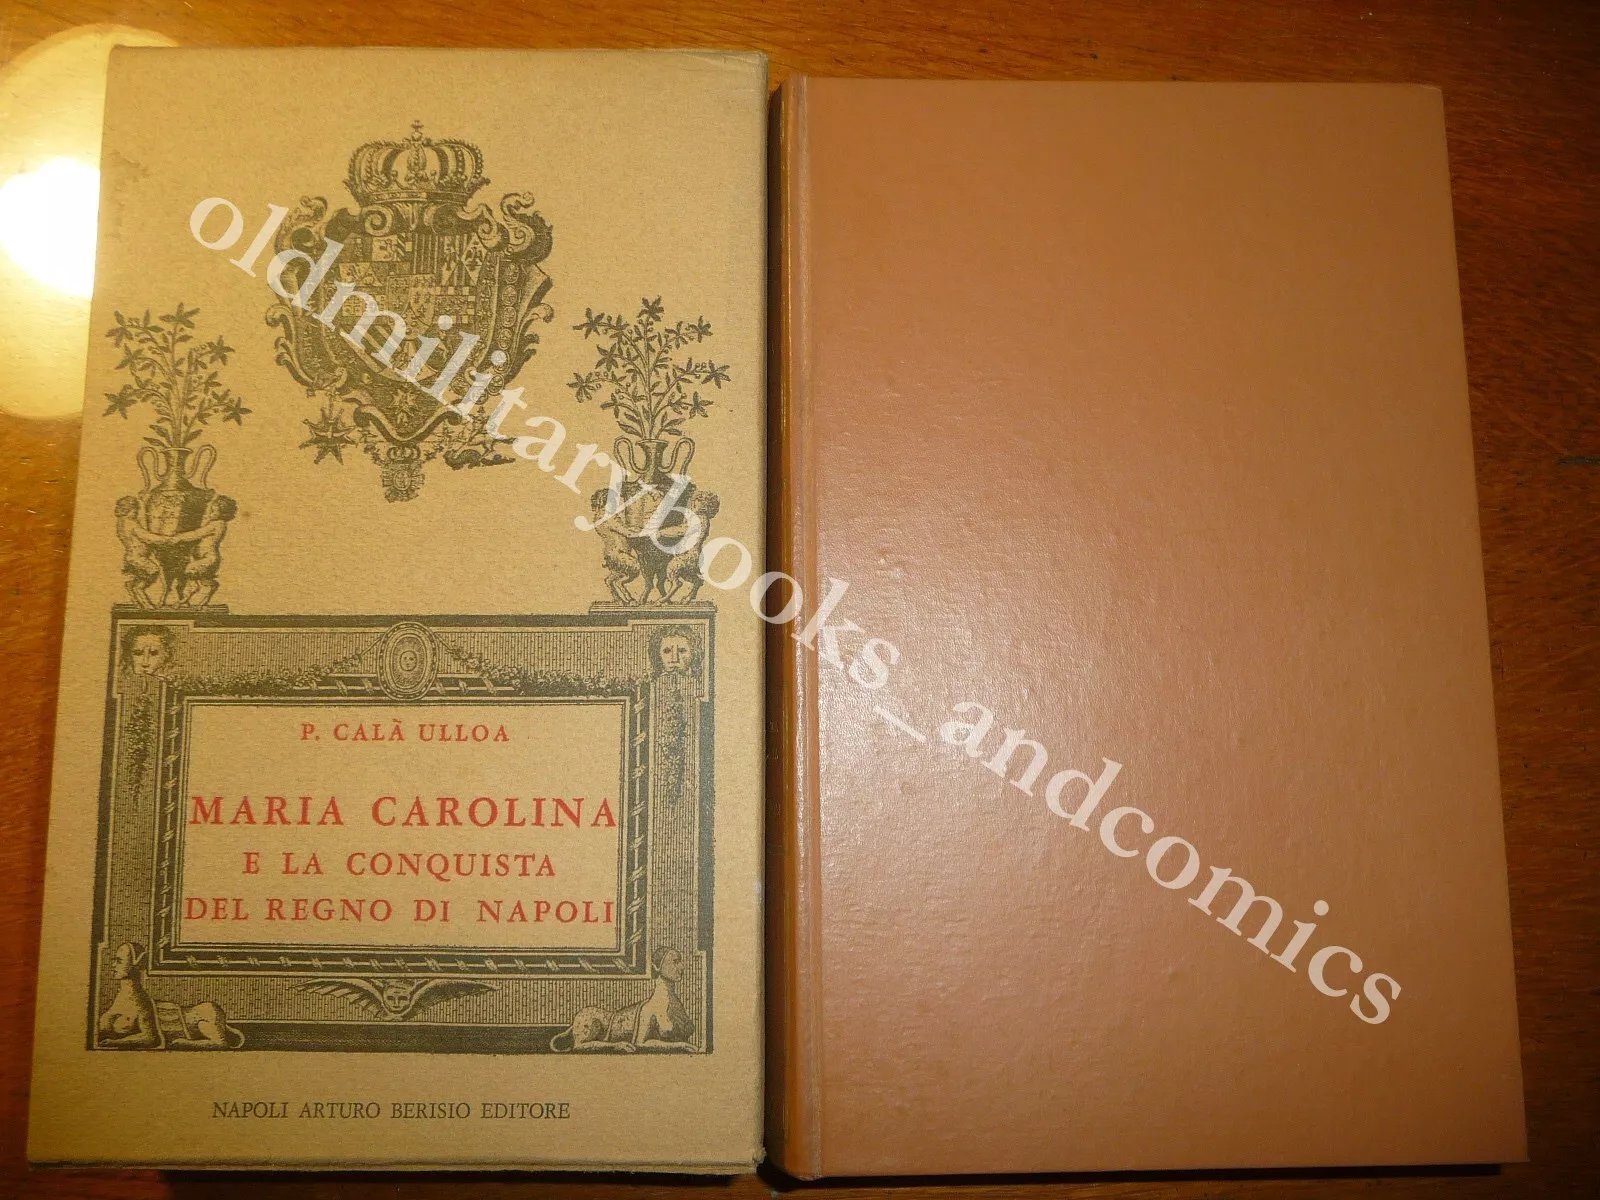 P. CALÀ ULLOA
MARIA CAROLINA
E LA CONQUISTA
DEL REGNO DI NAPOLI
NAPOLI ARTURO BERISIO EDITORE
oldmilitarybooks_andcomics